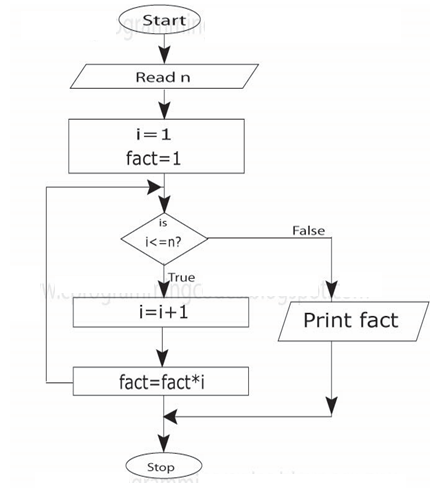 Start
Read n
i=1
fact=1
is
i<=n?
False
True
i=i+1
Print fact
fact=fact*i
Stop